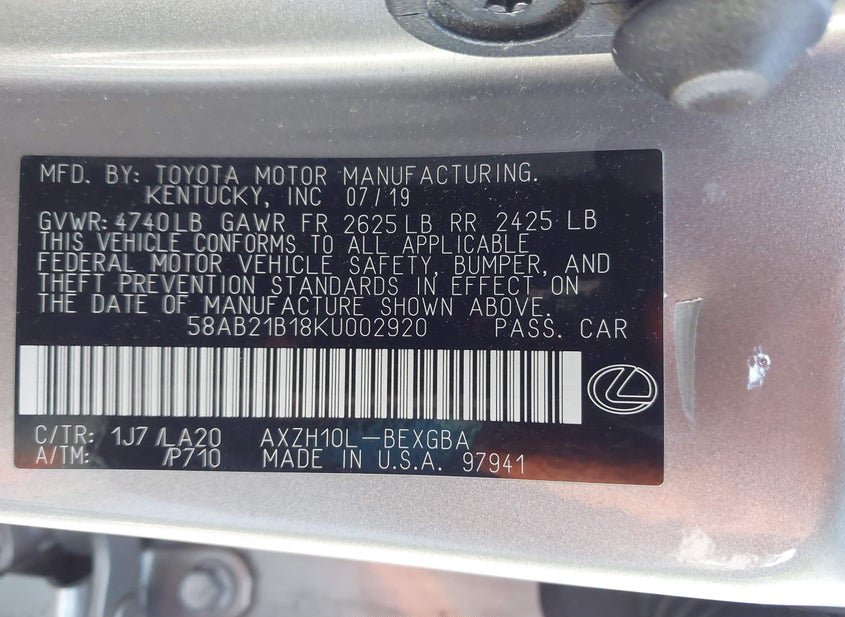 MFD. BY: TOYOTA MOTOR MANUFACTURING.
KENTUCKY, INC 07/19
GVWR: 4740LB GAWR FR 2625LB RR 2425 LB
THIS VEHICLE CONFORMS TO ALL APPLICABLE
FEDERAL MOTOR VEHICLE SAFETY, BUMPER, AND
THEFT PREVENTION STANDARDS IN EFFECT ON
THE DATE OF MANUFACTURE SHOWN ABOVE.
58AB21B18KU002920 PASS. CAR
C/TR: 1J7 /LA20 AXZH10L-BEXGBA
A/TM: /P710 MADE IN U.S.A. 97941